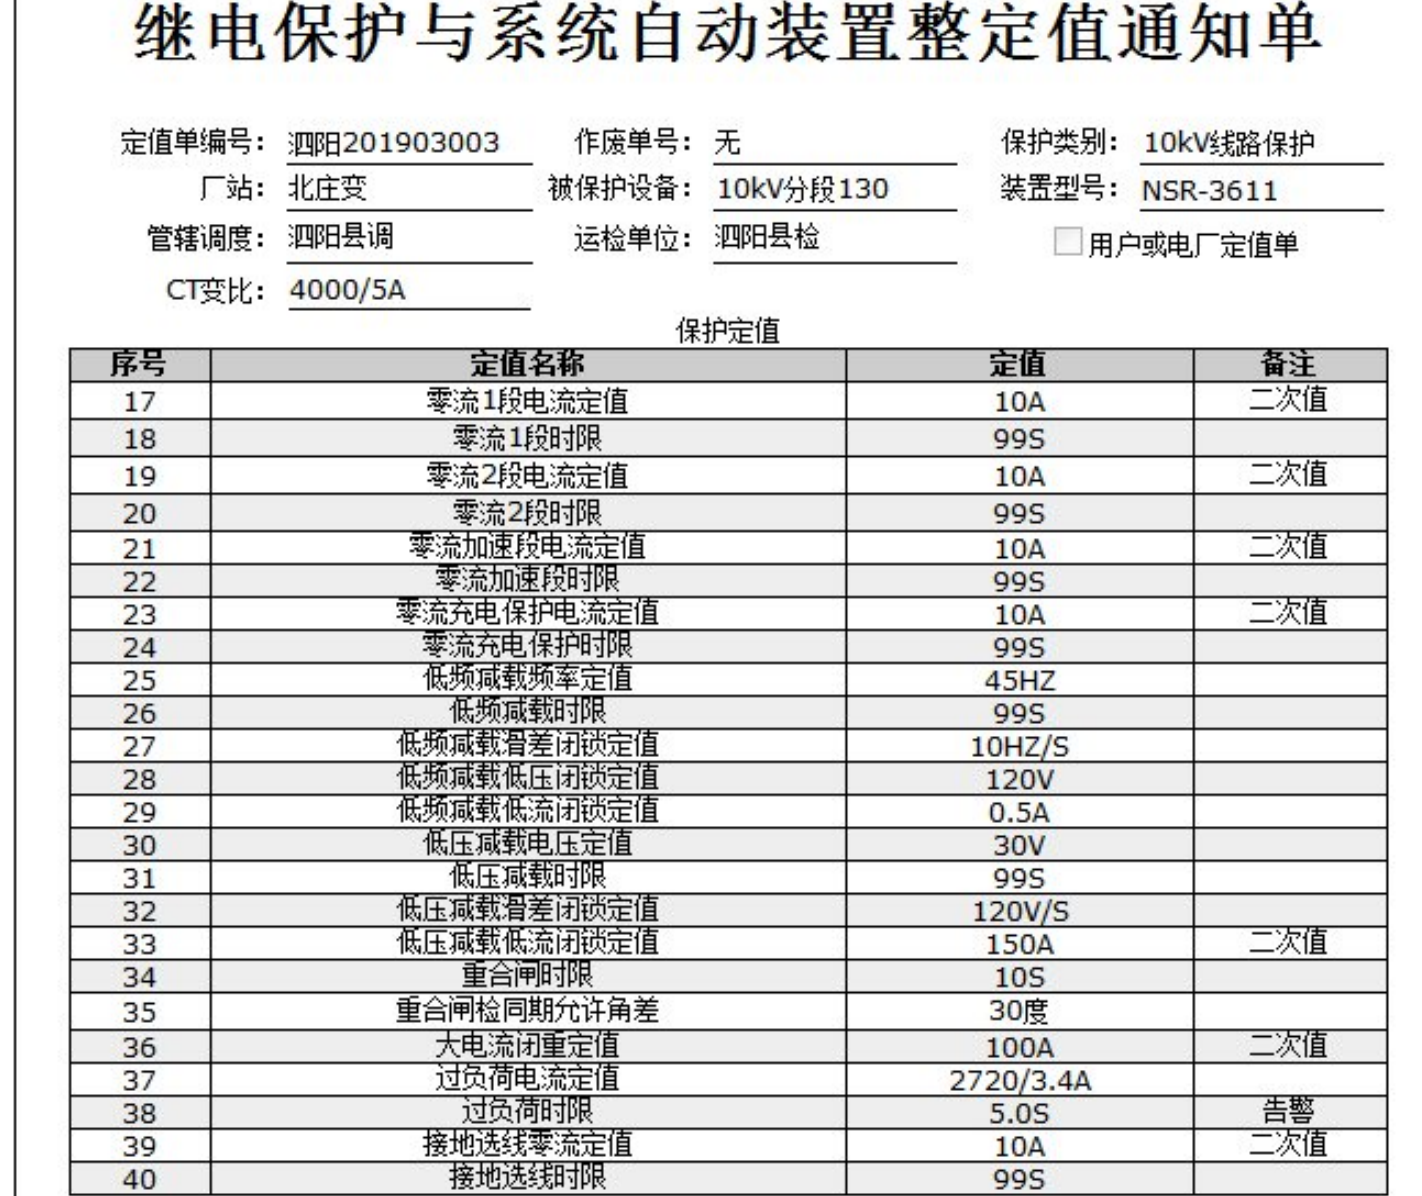 继电保护与系统自动装置整定值通知单
定值单编号： 泗阳201903003 作废单号： 无 保护类别： 10kV线路保护
厂站： 北庄变 被保护设备： 10kV分段130 装置型号： NSR-3611
管辖调度： 泗阳县调 运检单位： 泗阳县检 用户或电厂定值单
CT变比： 4000/5A
保护定值
序号 定值名称 定值 备注
17 零流1段电流定值 10A 二次值
18 零流1段时限 99S
19 零流2段电流定值 10A 二次值
20 零流2段时限 99S
21 零流加速段电流定值 10A 二次值
22 零流加速段时限 99S
23 零流充电保护电流定值 10A 二次值
24 零流充电保护时限 99S
25 低频减载频率定值 45HZ
26 低频减载时限 99S
27 低频减载滑差闭锁定值 10HZ/S
28 低频减载低压闭锁定值 120V
29 低频减载低流闭锁定值 0.5A
30 低压减载电压定值 30V
31 低压减载时限 99S
32 低压减载滑差闭锁定值 120V/S
33 低压减载低流闭锁定值 150A 二次值
34 重合闸时限 10S
35 重合闸检同期允许角差 30度
36 大电流闭重定值 100A 二次值
37 过负荷电流定值 2720/3.4A
38 过负荷时限 5.0S 告警
39 接地选线零流定值 10A 二次值
40 接地选线时限 99S